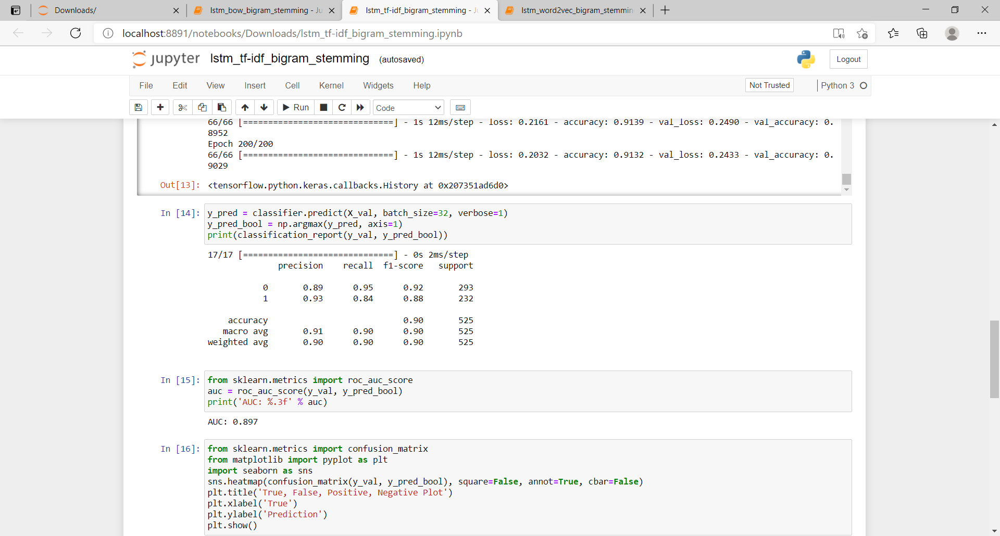 Downloads/
lstm_bow_bigram_stemming - Ju
lstm_tf-idf_bigram_stemming - Ju
lstm_word2vec_bigram_stemmin
localhost:8891/notebooks/Downloads/lstm_tf-idf_bigram_stemming.ipynb
jupyter lstm_tf-idf_bigram_stemming (autosaved)
Logout
File Edit View Insert Cell Kernel Widgets Help
Not Trusted
Python 3
Run
Code
66/66 [==============================] - 1s 12ms/step - loss: 0.2161 - accuracy: 0.9139 - val_loss: 0.2490 - val_accuracy: 0.
8952
Epoch 200/200
66/66 [==============================] - 1s 12ms/step - loss: 0.2032 - accuracy: 0.9132 - val_loss: 0.2433 - val_accuracy: 0.
9029
Out[13]: <tensorflow.python.keras.callbacks.History at 0x207351ad6d0>
In [14]: y_pred = classifier.predict(X_val, batch_size=32, verbose=1)
y_pred_bool = np.argmax(y_pred, axis=1)
print(classification_report(y_val, y_pred_bool))
17/17 [==============================] - 0s 2ms/step
precision recall f1-score support
0 0.89 0.95 0.92 293
1 0.93 0.84 0.88 232
accuracy 0.90 525
macro avg 0.91 0.90 0.90 525
weighted avg 0.90 0.90 0.90 525
In [15]: from sklearn.metrics import roc_auc_score
auc = roc_auc_score(y_val, y_pred_bool)
print('AUC: %.3f' % auc)
AUC: 0.897
In [16]: from sklearn.metrics import confusion_matrix
from matplotlib import pyplot as plt
import seaborn as sns
sns.heatmap(confusion_matrix(y_val, y_pred_bool), square=False, annot=True, cbar=False)
plt.title('True, False, Positive, Negative Plot')
plt.xlabel('True')
plt.ylabel('Prediction')
plt.show()